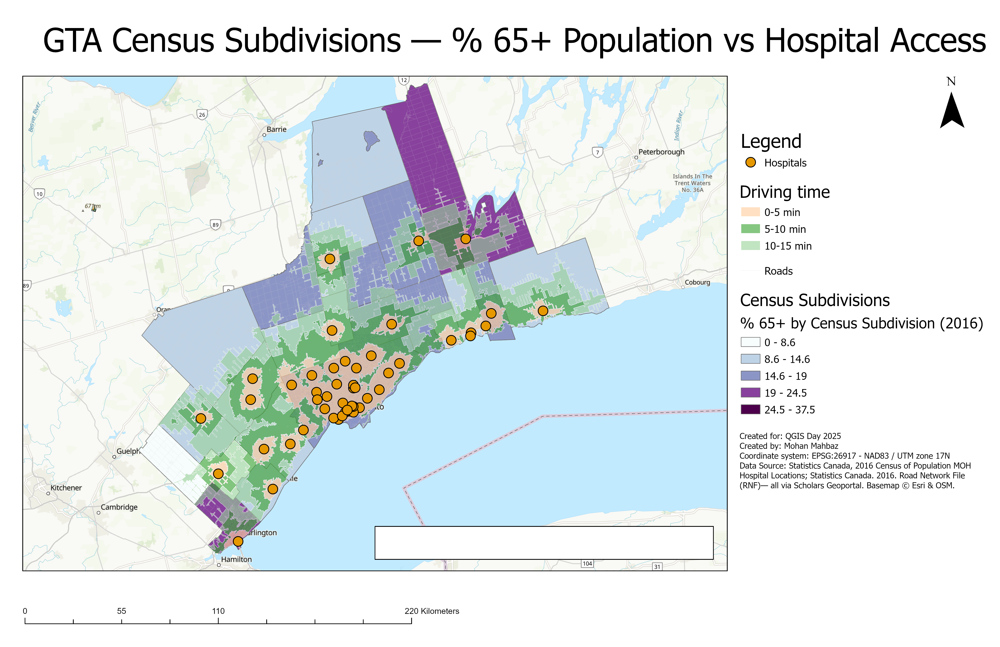 GTA Census Subdivisions — % 65+ Population vs Hospital Access
12
N
Beaver River
26
Barrie
Indian River
Legend
Hospitals
7
Peterborough
Islands In The
Trent Waters
No. 36A
10
671 m
89
Driving time
0-5 min
5-10 min
10-15 min
Roads
89
9
Cobourg
Oran
Census Subdivisions
% 65+ by Census Subdivision (2016)
0 - 8.6
8.6 - 14.6
14.6 - 19
19 - 24.5
24.5 - 37.5
to
Created for: QGIS Day 2025
Created by: Mohan Mahbaz
Coordinate system: EPSG:26917 - NAD83 / UTM zone 17N
Data Source: Statistics Canada, 2016 Census of Population MOH
Hospital Locations; Statistics Canada. 2016. Road Network File
(RNF)— all via Scholars Geoportal. Basemap © Esri & OSM.
Guelph
lle
Kitchener
Cambridge
urlington
Hamilton
104
31
0 55 110 220 Kilometers